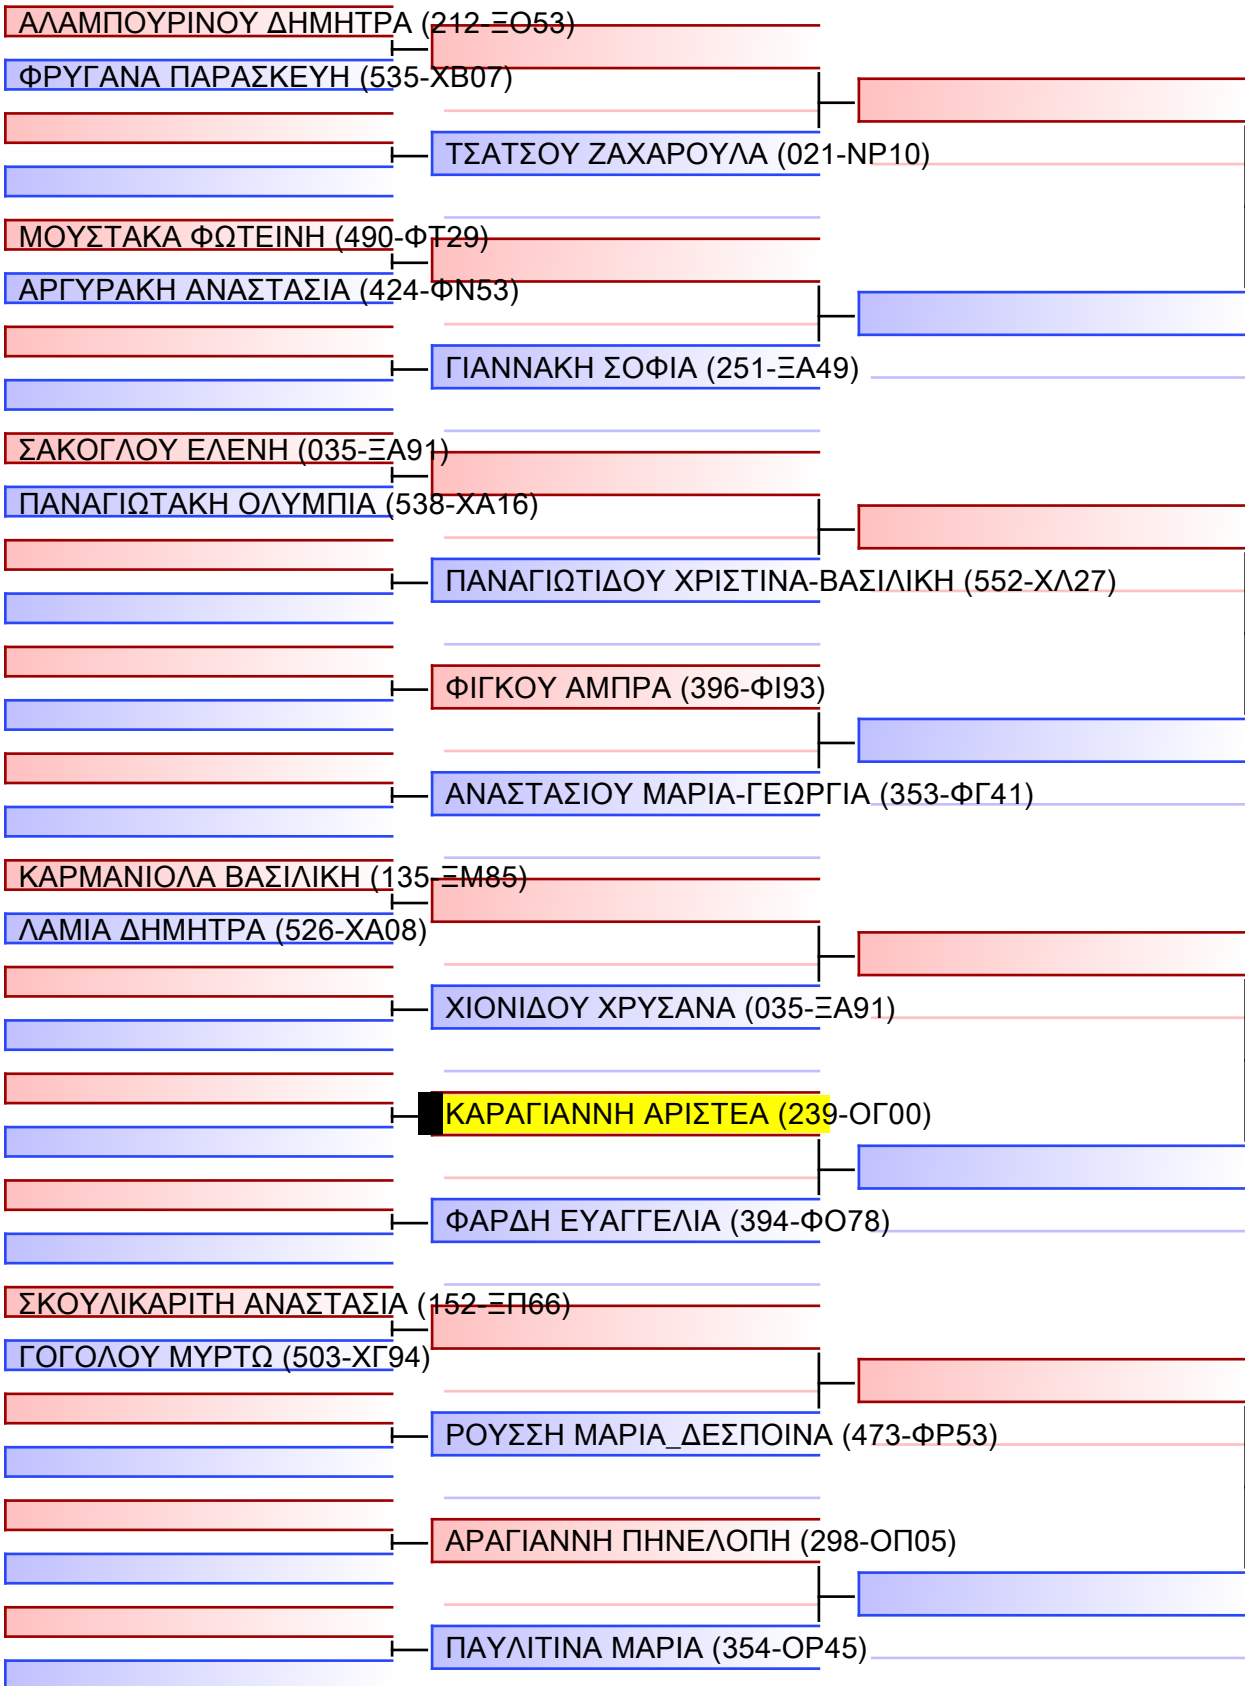 ΑΛΑΜΠΟΥΡΙΝΟΥ ΔΗΜΗΤΡΑ (212-ΞΟ53)
ΦΡΥΓΑΝΑ ΠΑΡΑΣΚΕΥΗ (535-ΧΒ07)
ΤΣΑΤΣΟΥ ΖΑΧΑΡΟΥΛΑ (021-ΝΡ10)
ΜΟΥΣΤΑΚΑ ΦΩΤΕΙΝΗ (490-ΦΤ29)
ΑΡΓΥΡΑΚΗ ΑΝΑΣΤΑΣΙΑ (424-ΦΝ53)
ΓΙΑΝΝΑΚΗ ΣΟΦΙΑ (251-ΞΑ49)
ΣΑΚΟΓΛΟΥ ΕΛΕΝΗ (035-ΞΑ91)
ΠΑΝΑΓΙΩΤΑΚΗ ΟΛΥΜΠΙΑ (538-ΧΑ16)
ΠΑΝΑΓΙΩΤΙΔΟΥ ΧΡΙΣΤΙΝΑ-ΒΑΣΙΛΙΚΗ (552-ΧΛ27)
ΦΙΓΚΟΥ ΑΜΠΡΑ (396-ΦΙ93)
ΑΝΑΣΤΑΣΙΟΥ ΜΑΡΙΑ-ΓΕΩΡΓΙΑ (353-ΦΓ41)
ΚΑΡΜΑΝΙΟΛΑ ΒΑΣΙΛΙΚΗ (135-ΞΜ85)
ΛΑΜΙΑ ΔΗΜΗΤΡΑ (526-ΧΑ08)
ΧΙΟΝΙΔΟΥ ΧΡΥΣΑΝΑ (035-ΞΑ91)
ΚΑΡΑΓΙΑΝΝΗ ΑΡΙΣΤΕΑ (239-ΟΓ00)
ΦΑΡΔΗ ΕΥΑΓΓΕΛΙΑ (394-ΦΟ78)
ΣΚΟΥΛΙΚΑΡΙΤΗ ΑΝΑΣΤΑΣΙΑ (152-ΞΠ66)
ΓΟΓΟΛΟΥ ΜΥΡΤΩ (503-ΧΓ94)
ΡΟΥΣΣΗ ΜΑΡΙΑ_ΔΕΣΠΟΙΝΑ (473-ΦΡ53)
ΑΡΑΓΙΑΝΝΗ ΠΗΝΕΛΟΠΗ (298-ΟΠ05)
ΠΑΥΛΙΤΙΝΑ ΜΑΡΙΑ (354-ΟΡ45)